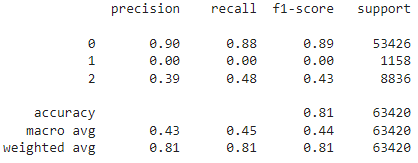 precision recall f1-score support
0 0.90 0.88 0.89 53426
1 0.00 0.00 0.00 1158
2 0.39 0.48 0.43 8836
accuracy 0.81 63420
macro avg 0.43 0.45 0.44 63420
weighted avg 0.81 0.81 0.81 63420